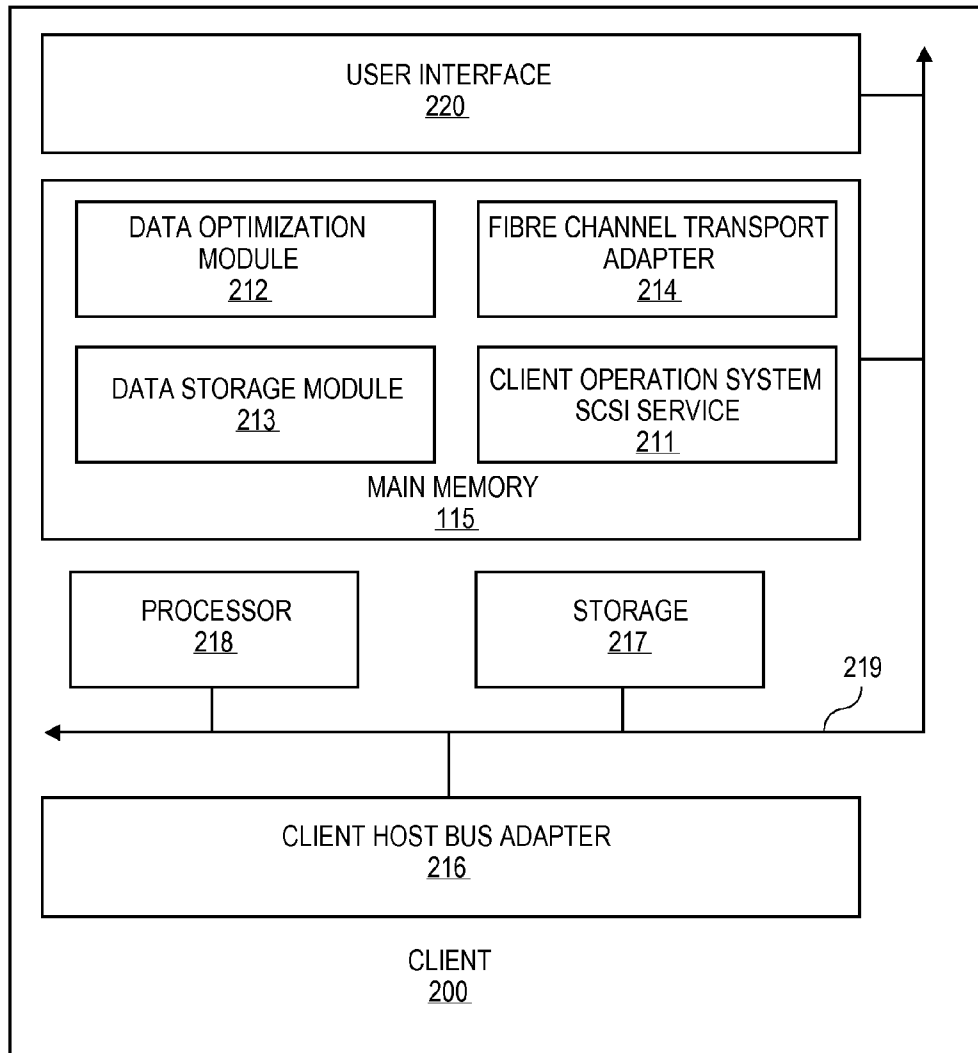 USER INTERFACE
220
DATA OPTIMIZATION
MODULE
212
FIBRE CHANNEL TRANSPORT
ADAPTER
214
DATA STORAGE MODULE
213
CLIENT OPERATION SYSTEM
SCSI SERVICE
211
MAIN MEMORY
115
PROCESSOR
218
STORAGE
217
219
CLIENT HOST BUS ADAPTER
216
CLIENT
200